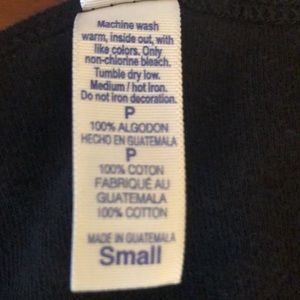 Machine wash
warm, inside out, with
like colors. Only
non-chlorine bleach.
Tumble dry low.
Medium / hot iron.
Do not iron decoration.
P
100% ALGODON
HECHO EN GUATEMALA
P
100% COTON
FABRIQUÉ AU
GUATEMALA
100% COTTON
MADE IN GUATEMALA
Small